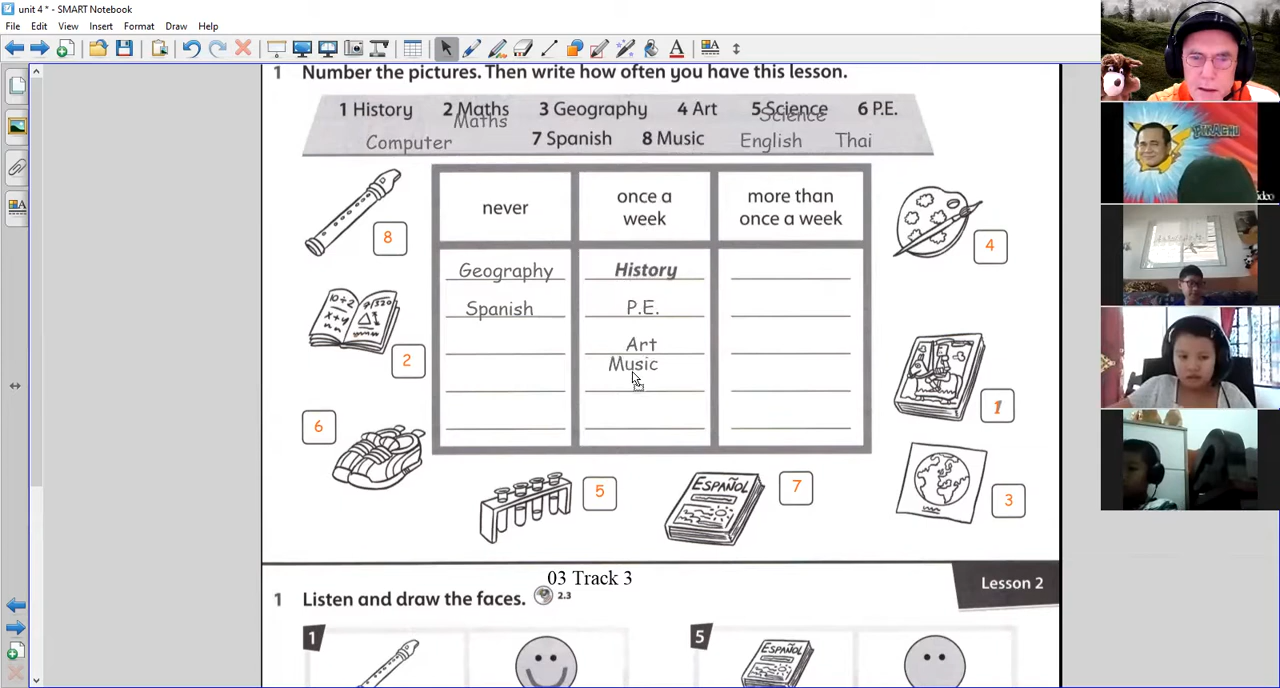 unit 4 * - SMART Notebook
File Edit View Insert Format Draw Help
1 Number the pictures. Then write how often you have this lesson.
1 History 2 Maths 3 Geography 4 Art 5 Science 6 P.E.
Maths Science
Computer 7 Spanish 8 Music English Thai
never once a week more than once a week
8
4
Geography History
10÷2
x+y
Spanish P.E.
2
Art
Music
1
6
ESPAÑOL
5
7
3
03 Track 3
Lesson 2
1 Listen and draw the faces. 2.3
1
5
ESPAÑOL
PIKACHU